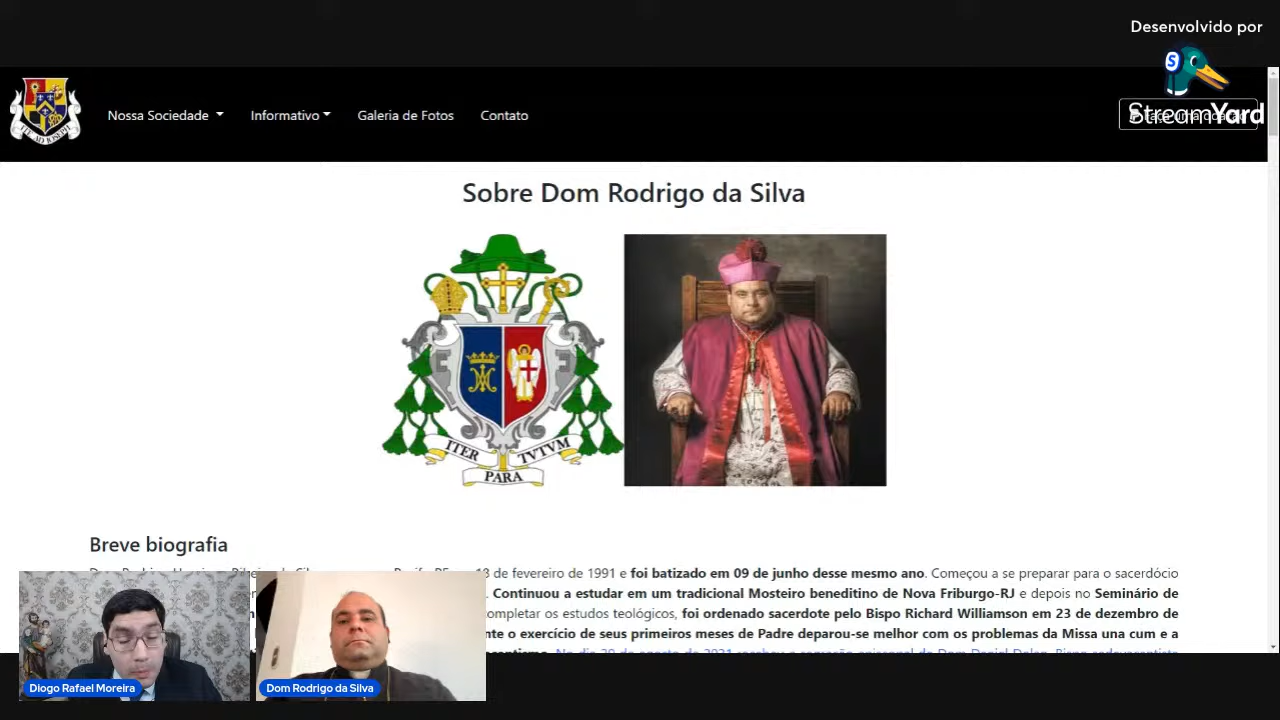 Desenvolvido por
StreamYard
Nossa Sociedade
Informativo
Galeria de Fotos
Contato
Sobre Dom Rodrigo da Silva
ITER PARA TVTVM
Breve biografia
de fevereiro de 1991 e foi batizado em 09 de junho desse mesmo ano. Começou a se preparar para o sacerdócio
Continuou a estudar em um tradicional Mosteiro beneditino de Nova Friburgo-RJ e depois no Seminário de
completar os estudos teológicos, foi ordenado sacerdote pelo Bispo Richard Williamson em 23 de dezembro de
o exercício de seus primeiros meses de Padre deparou-se melhor com os problemas da Missa una cum e a
Diogo Rafael Moreira
Dom Rodrigo da Silva